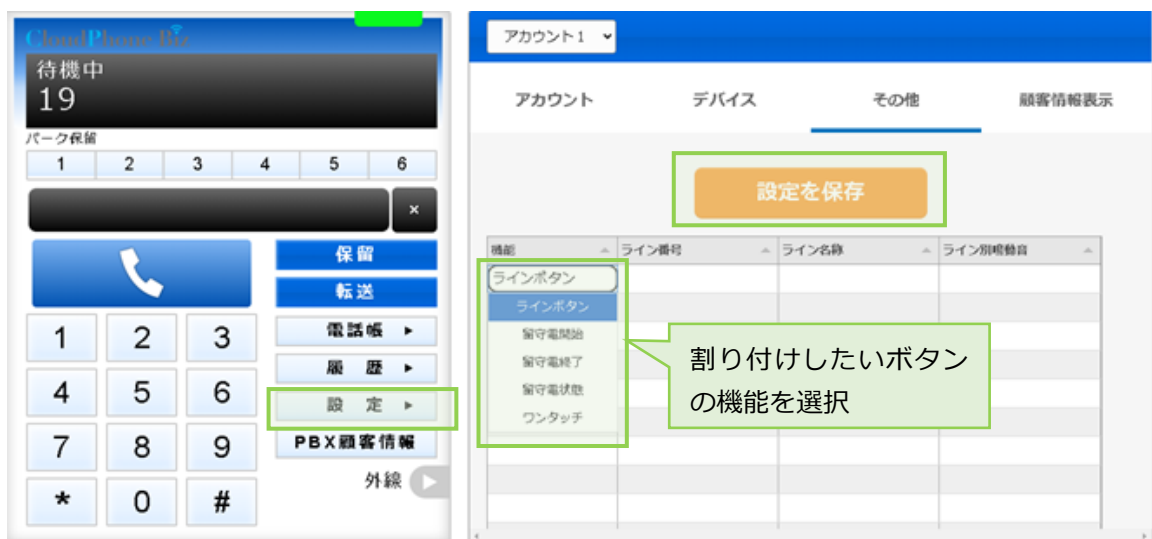 CloudPhone Biz
待機中
19
パーク保留
1 2 3 4 5 6
×
保留
転送
1 2 3
電話帳
履歴
4 5 6
設定
7 8 9
PBX顧客情報
外線
* 0 #
アカウント1
アカウント デバイス その他 顧客情報表示
設定を保存
機能 ライン番号 ライン名称 ライン別鳴動音
ラインボタン
ラインボタン
留守電開始
留守電終了
留守電状態
ワンタッチ
割り付けしたいボタン
の機能を選択